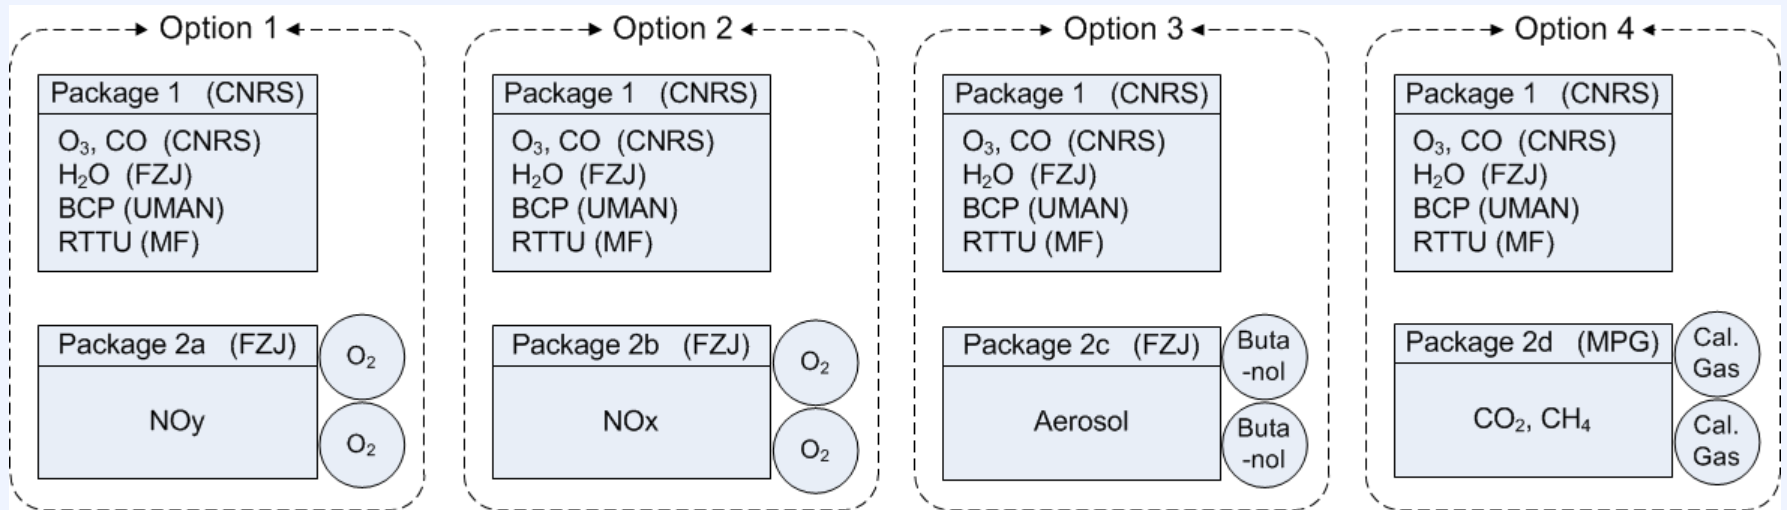 Option 1
Package 1 (CNRS)
O₃, CO (CNRS)
H₂O (FZJ)
BCP (UMAN)
RTTU (MF)
Package 2a (FZJ)
NOy
O₂
O₂
Option 2
Package 1 (CNRS)
O₃, CO (CNRS)
H₂O (FZJ)
BCP (UMAN)
RTTU (MF)
Package 2b (FZJ)
NOx
O₂
O₂
Option 3
Package 1 (CNRS)
O₃, CO (CNRS)
H₂O (FZJ)
BCP (UMAN)
RTTU (MF)
Package 2c (FZJ)
Aerosol
Buta
-nol
Buta
-nol
Option 4
Package 1 (CNRS)
O₃, CO (CNRS)
H₂O (FZJ)
BCP (UMAN)
RTTU (MF)
Package 2d (MPG)
CO₂, CH₄
Cal.
Gas
Cal.
Gas